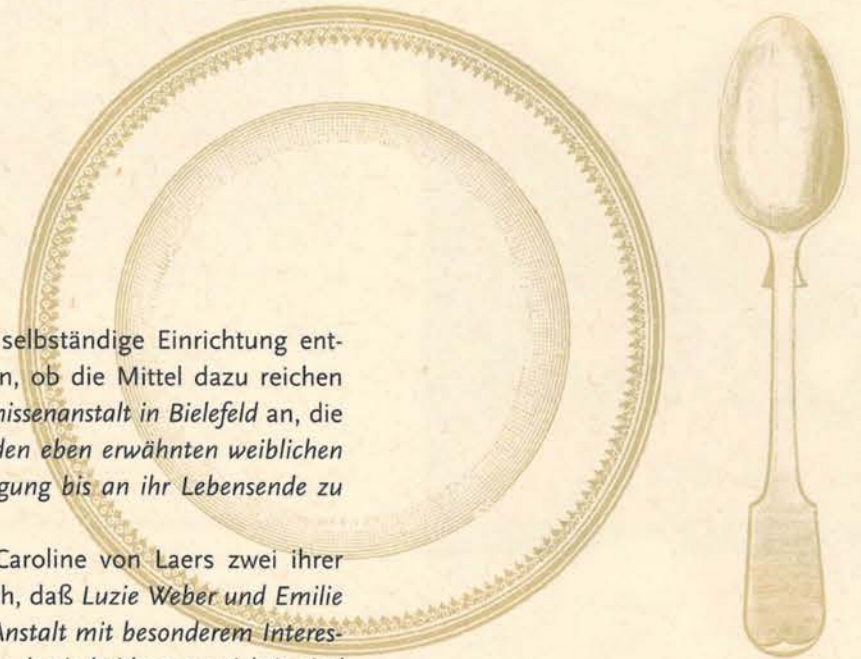 selbständige Einrichtung ent-
n, ob die Mittel dazu reichen
nissenanstalt in Bielefeld an, die
den eben erwähnten weiblichen
gung bis an ihr Lebensende zu
Caroline von Laers zwei ihrer
h, daß Luzie Weber und Emilie
Anstalt mit besonderem Interes-